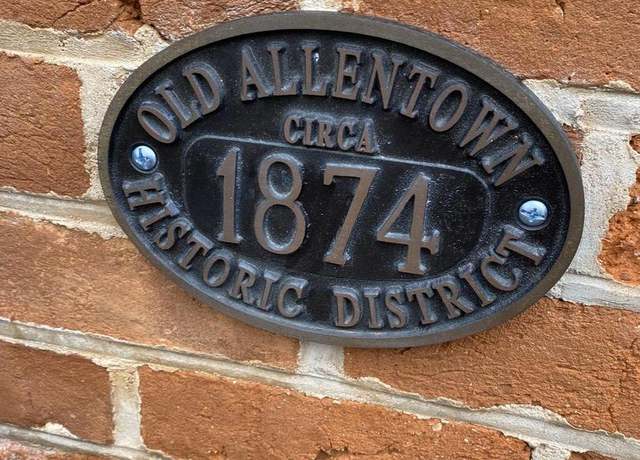 OLD ALLENTOWN
CIRCA
1874
HISTORIC DISTRICT